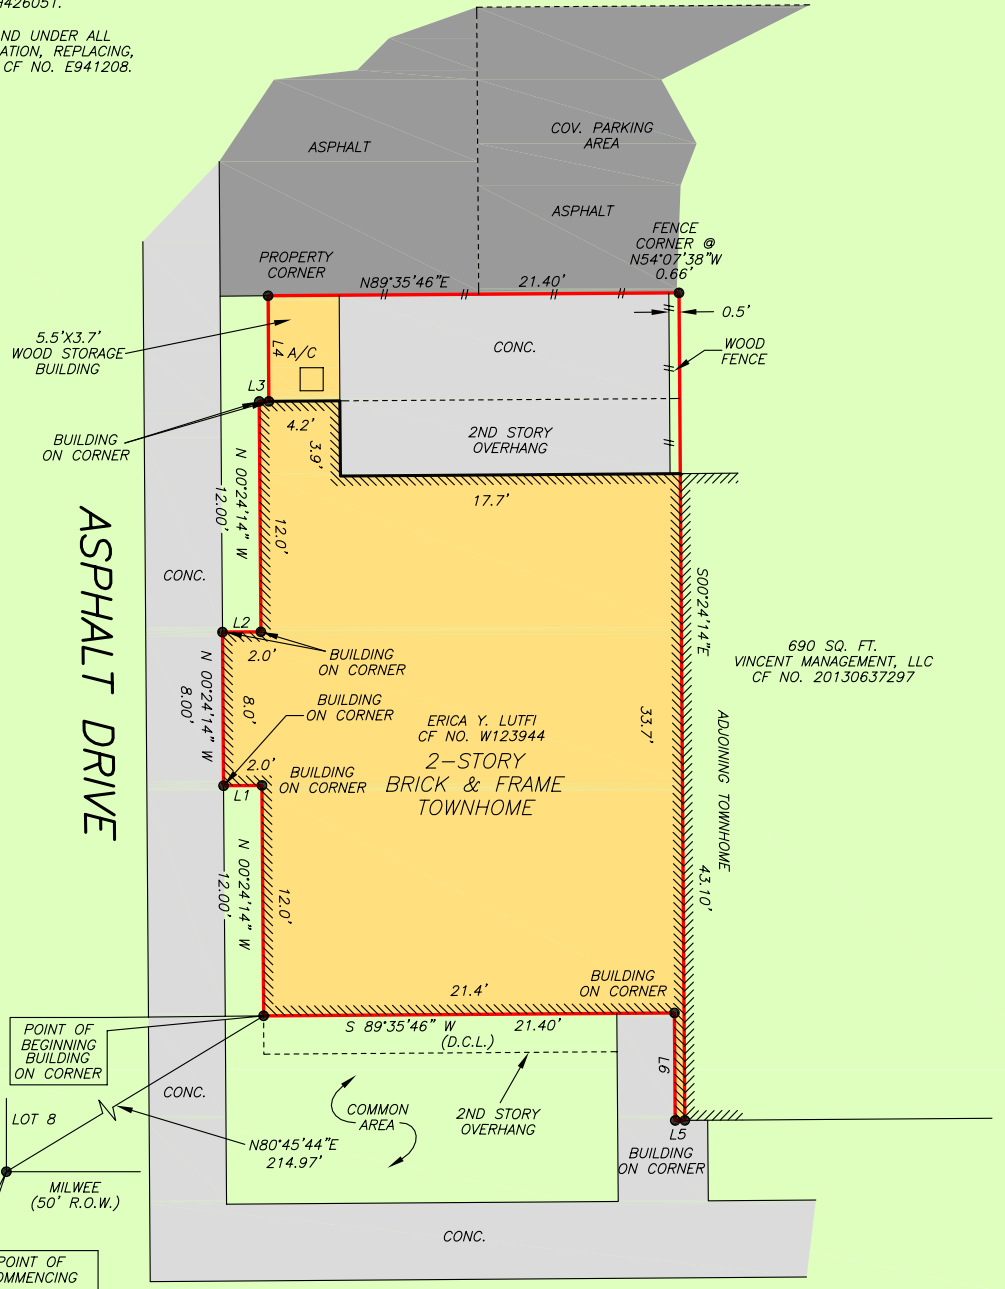 9426051.
ND UNDER ALL
ATION, REPLACING,
CF NO. E941208.
ASPHALT
COV. PARKING
AREA
ASPHALT
FENCE
CORNER @
N54°07'38"W
0.66'
PROPERTY
CORNER
N89°35'46"E
21.40'
0.5'
5.5'X3.7'
WOOD STORAGE
BUILDING
L4
A/C
CONC.
WOOD
FENCE
L3
BUILDING
ON CORNER
4.2'
3.9'
2ND STORY
OVERHANG
17.7'
N 00°24'14" W
12.00'
12.0'
ASPHALT DRIVE
CONC.
S00°24'14"E
L2
2.0'
BUILDING
ON CORNER
690 SQ. FT.
VINCENT MANAGEMENT, LLC
CF NO. 20130637297
N 00°24'14" W
8.00'
8.0'
BUILDING
ON CORNER
ERICA Y. LUTFI
CF NO. W123944
33.7'
ADJOINING TOWNHOME
2-STORY
BRICK & FRAME
TOWNHOME
2.0'
BUILDING
ON CORNER
L1
N 00°24'14" W
12.00'
12.0'
43.10'
21.4'
BUILDING
ON CORNER
S 89°35'46" W
21.40'
(D.C.L.)
POINT OF
BEGINNING
BUILDING
ON CORNER
L6
CONC.
LOT 8
COMMON
AREA
2ND STORY
OVERHANG
L5
BUILDING
ON CORNER
N80°45'44"E
214.97'
MILWEE
(50' R.O.W.)
CONC.
POINT OF
OMMENCING